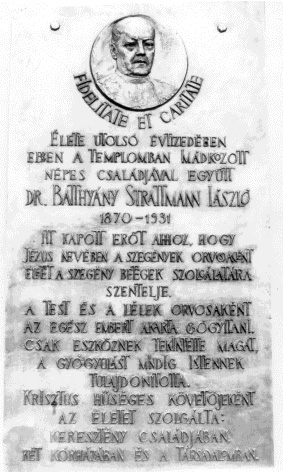 FIDELITATE ET CARITATE
ÉLETE UTOLSÓ ÉVTIZEDÉBEN
EBBEN A TEMPLOMBAN IMÁDKOZOTT
NÉPES CSALÁDJÁVAL EGYÜTT
DR. BATTHYÁNY STRATTMANN LÁSZLÓ
1870-1931
ITT KAPOTT ERŐT AHHOZ, HOGY
JÉZUS NEVÉBEN A SZEGÉNYEK ORVOSAKÉNT
ÉLETÉT A SZEGÉNY BETEGEK SZOLGÁLATÁRA
SZENTELJE.
A TEST ÉS A LÉLEK ORVOSAKÉNT
AZ EGÉSZ EMBERT AKARTA GÓGYÍTANI.
CSAK ESZKÖZNEK TEKINTETTE MAGÁT,
A GYÓGYULÁST MINDIG ISTENNEK
TULAJDONÍTOTTA.
KRISZTUS HŰSÉGES KÖVETŐJEKÉNT
AZ ÉLETET SZOLGÁLTA:
KERESZTÉNY CSALÁDJÁBAN,
KÉT KÓRHÁZÁBAN ÉS A TÁRSADALOMBAN.